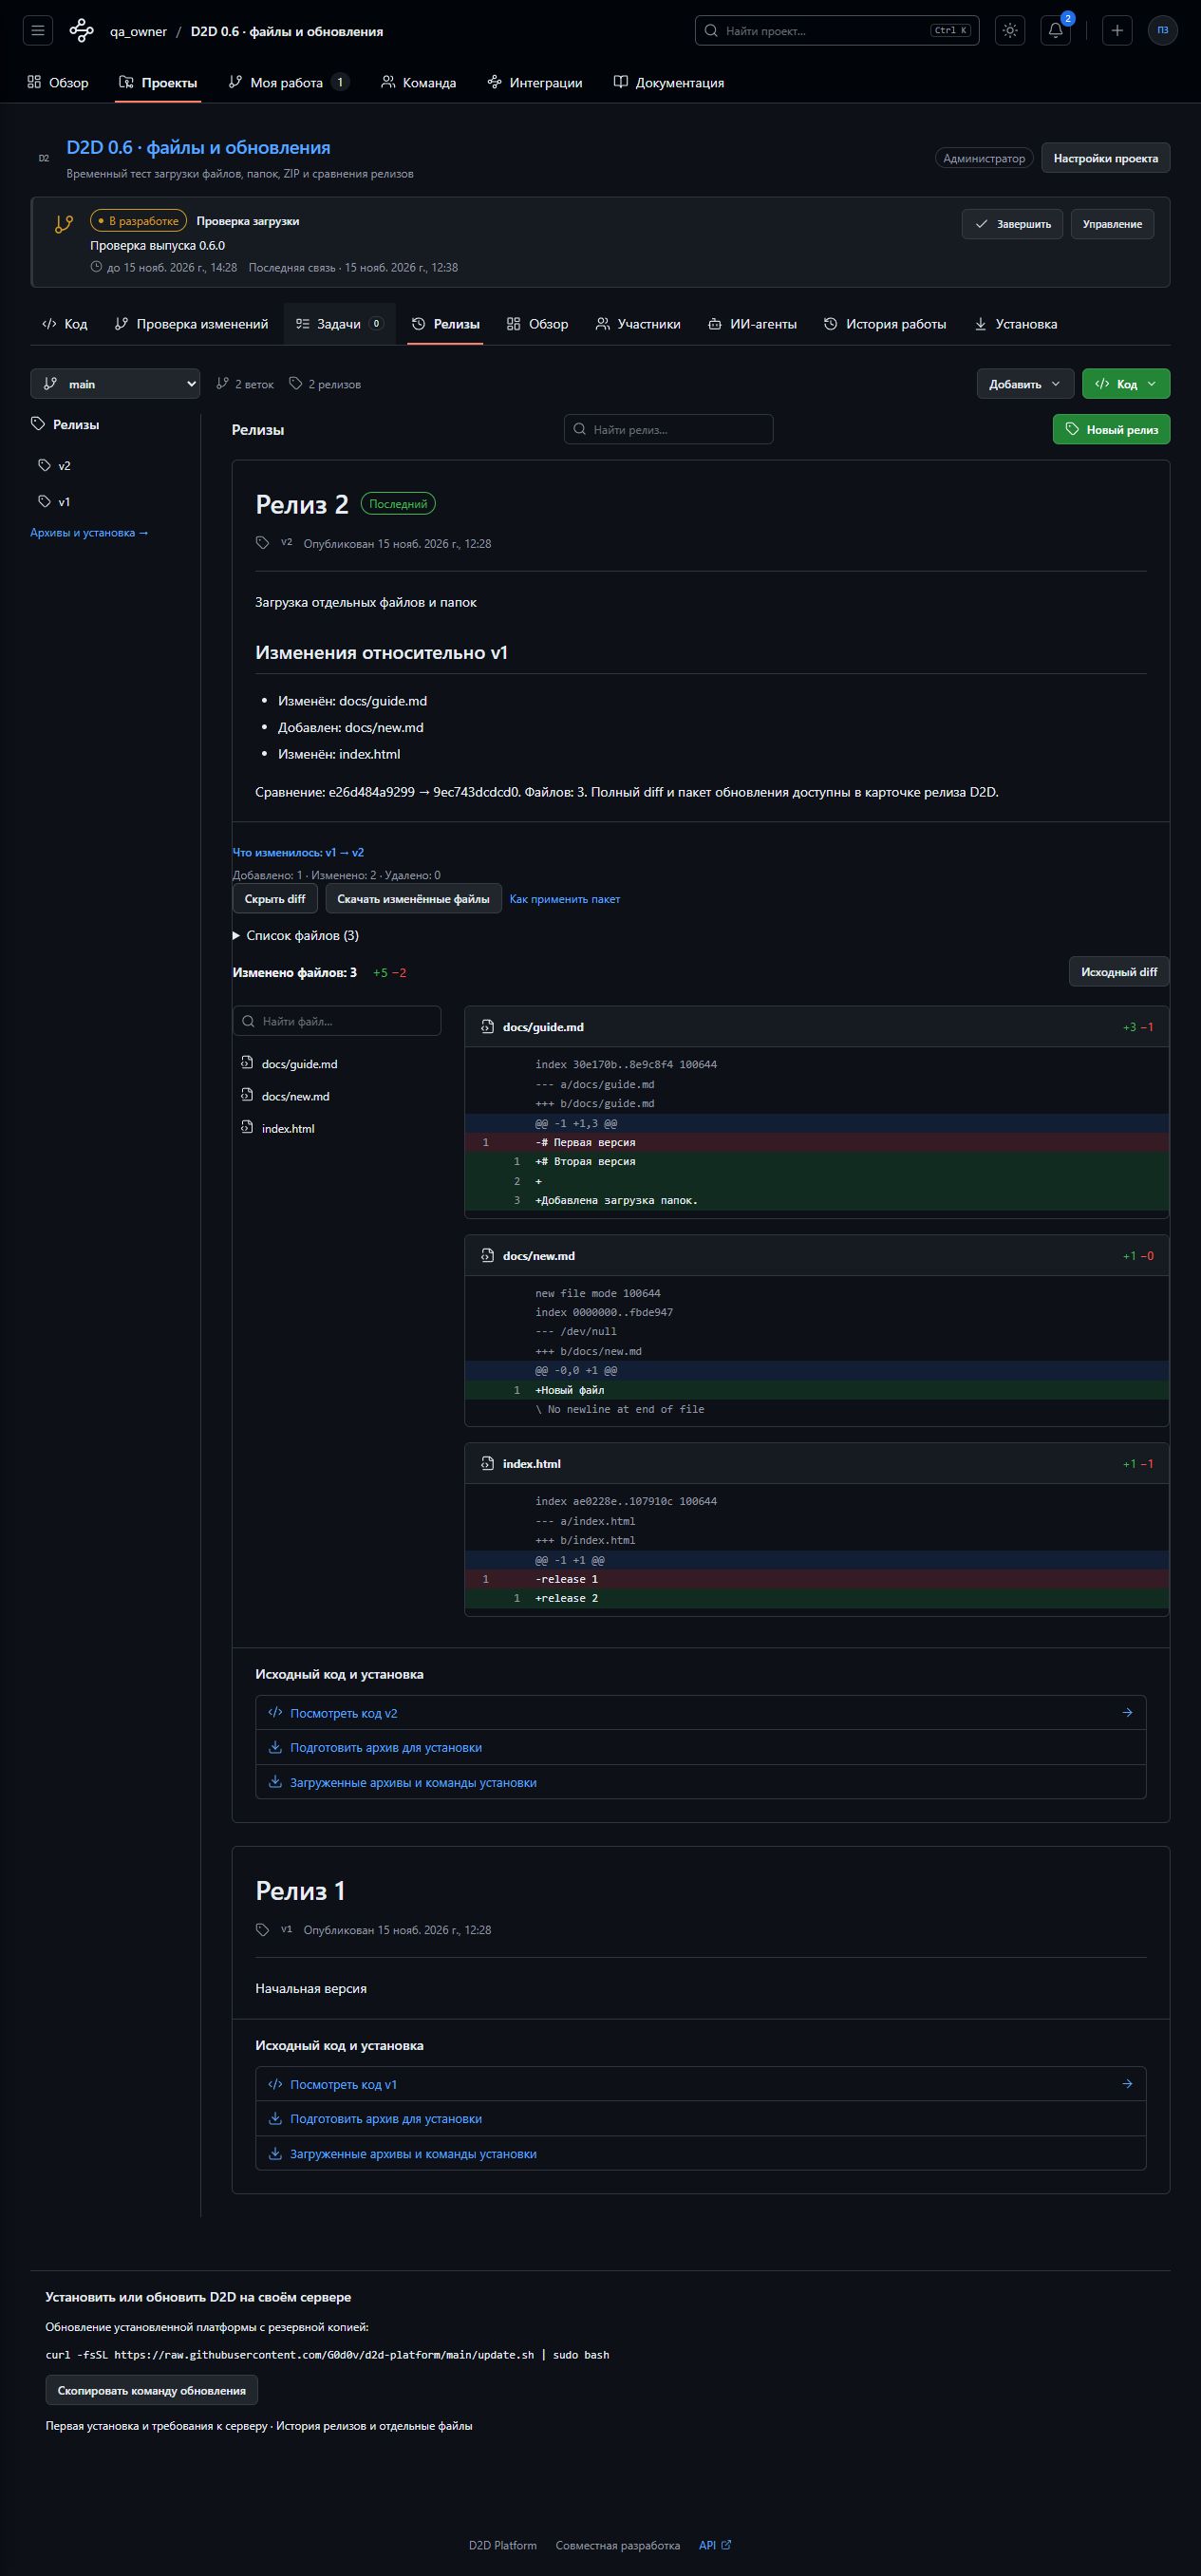 qa_owner / D2D 0.6 · файлы и обновления
Найти проект...
Ctrl K
2
ПЗ
Обзор
Проекты
Моя работа 1
Команда
Интеграции
Документация
D2
D2D 0.6 · файлы и обновления
Временный тест загрузки файлов, папок, ZIP и сравнения релизов
Администратор
Настройки проекта
В разработке
Проверка загрузки
Проверка выпуска 0.6.0
до 15 нояб. 2026 г., 14:28 Последняя связь · 15 нояб. 2026 г., 12:38
Завершить
Управление
Код
Проверка изменений
Задачи 0
Релизы
Обзор
Участники
ИИ-агенты
История работы
Установка
main
2 веток
2 релизов
Добавить
Код
Релизы
v2
v1
Архивы и установка →
Релизы
Найти релиз...
Новый релиз
Релиз 2 Последний
v2 Опубликован 15 нояб. 2026 г., 12:28
Загрузка отдельных файлов и папок
Изменения относительно v1
• Изменён: docs/guide.md
• Добавлен: docs/new.md
• Изменён: index.html
Сравнение: e26d484a9299 → 9ec743dcdcd0. Файлов: 3. Полный diff и пакет обновления доступны в карточке релиза D2D.
Что изменилось: v1 → v2
Добавлено: 1 · Изменено: 2 · Удалено: 0
Скрыть diff
Скачать изменённые файлы
Как применить пакет
Список файлов (3)
Изменено файлов: 3 +5 −2
Исходный diff
Найти файл...
docs/guide.md
docs/new.md
index.html
docs/guide.md +3 −1
index 30e170b..8e9c8f4 100644
--- a/docs/guide.md
+++ b/docs/guide.md
@@ -1 +1,3 @@
1 -# Первая версия
1 +# Вторая версия
2 +
3 +Добавлена загрузка папок.
docs/new.md +1 −0
new file mode 100644
index 0000000..fbde947
--- /dev/null
+++ b/docs/new.md
@@ -0,0 +1 @@
1 +Новый файл
\ No newline at end of file
index.html +1 −1
index ae0228e..107910c 100644
--- a/index.html
+++ b/index.html
@@ -1 +1 @@
1 -release 1
1 +release 2
Исходный код и установка
Посмотреть код v2 →
Подготовить архив для установки
Загруженные архивы и команды установки
Релиз 1
v1 Опубликован 15 нояб. 2026 г., 12:28
Начальная версия
Исходный код и установка
Посмотреть код v1 →
Подготовить архив для установки
Загруженные архивы и команды установки
Установить или обновить D2D на своём сервере
Обновление установленной платформы с резервной копией:
curl -fsSL https://raw.githubusercontent.com/G0d0v/d2d-platform/main/update.sh | sudo bash
Скопировать команду обновления
Первая установка и требования к серверу · История релизов и отдельные файлы
D2D Platform
Совместная разработка
API